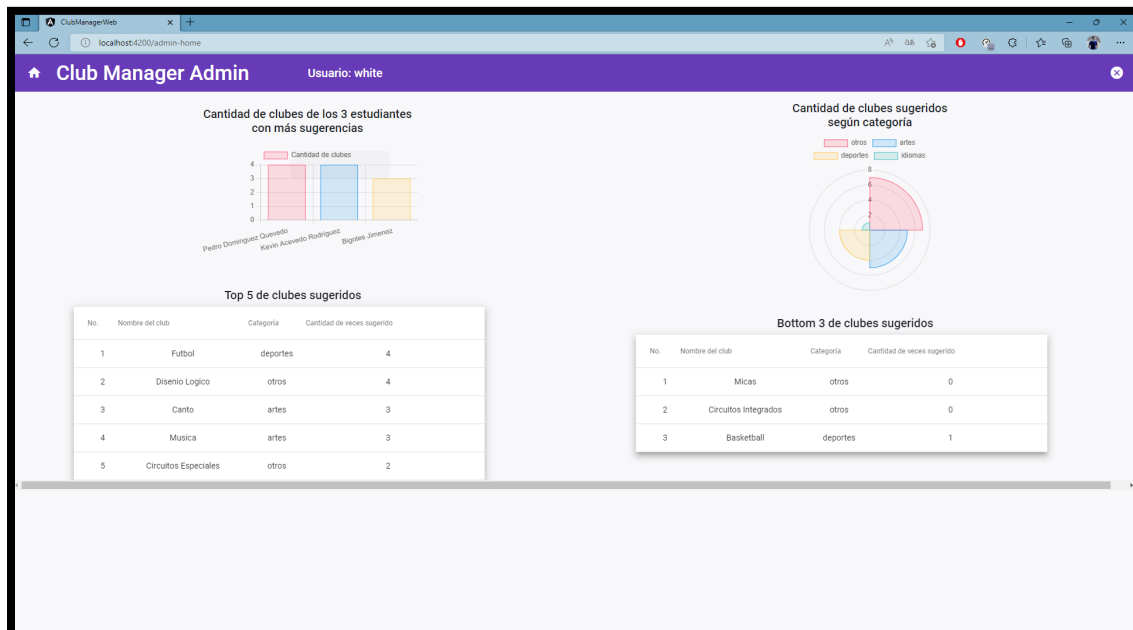 ClubManagerWeb
localhost:4200/admin-home
Club Manager Admin
Usuario: white
Cantidad de clubes de los 3 estudiantes
con más sugerencias
Cantidad de clubes
4
3
2
1
0
Pedro Dominguez Quevedo
Kevin Acevedo Rodriguez
Bigotes Jimenez
Cantidad de clubes sugeridos
según categoría
otros artes
deportes idiomas
8
6
4
2
Top 5 de clubes sugeridos
No. Nombre del club Categoría Cantidad de veces sugerido
1 Futbol deportes 4
2 Disenio Logico otros 4
3 Canto artes 3
4 Musica artes 3
5 Circuitos Especiales otros 2
Bottom 3 de clubes sugeridos
No. Nombre del club Categoría Cantidad de veces sugerido
1 Micas otros 0
2 Circuitos Integrados otros 0
3 Basketball deportes 1